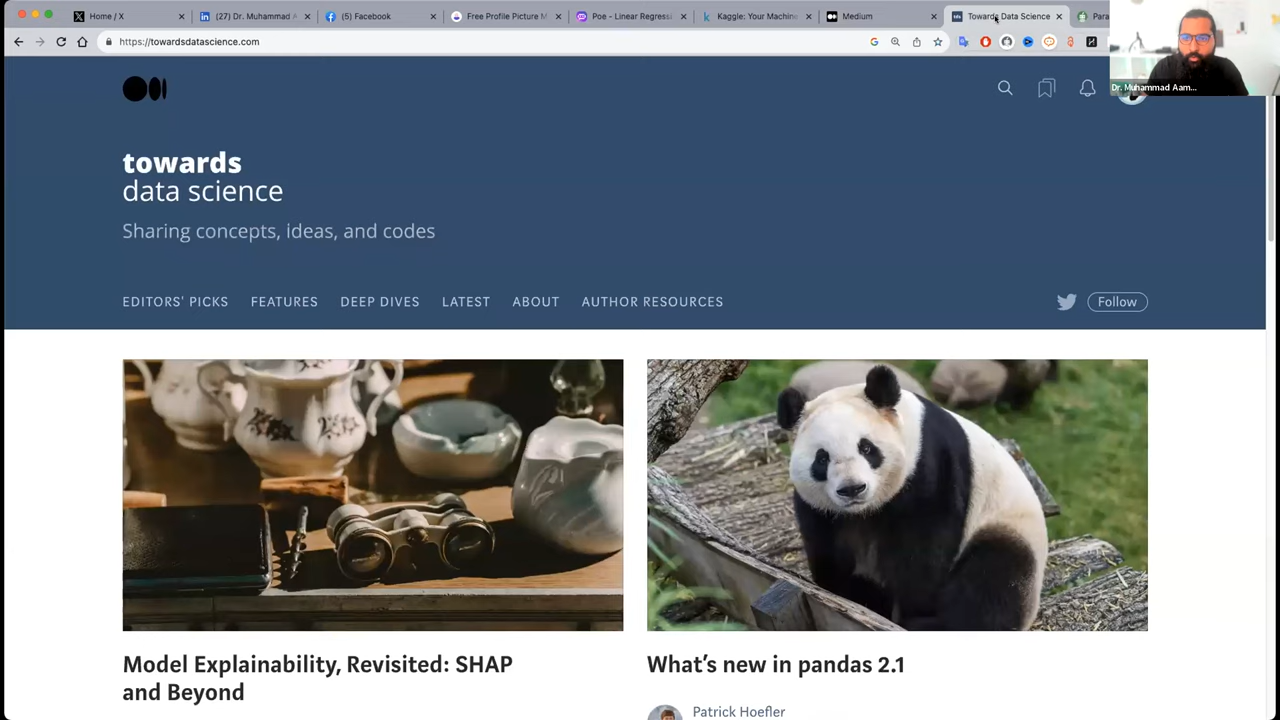 Home / X
(27) Dr. Muhammad A
(5) Facebook
Free Profile Picture M
Poe - Linear Regressi
Kaggle: Your Machine
Medium
Towards Data Science
Para
https://towardsdatascience.com
Dr. Muhammad Aam...
towards
data science
Sharing concepts, ideas, and codes
EDITORS' PICKS
FEATURES
DEEP DIVES
LATEST
ABOUT
AUTHOR RESOURCES
Follow
Model Explainability, Revisited: SHAP
and Beyond
What's new in pandas 2.1
Patrick Hoefler